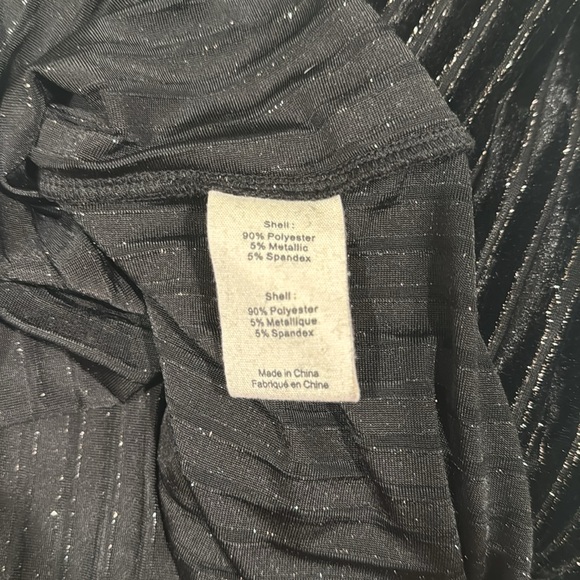 Shell :
90% Polyester
5% Metallic
5% Spandex
Shell :
90% Polyester
5% Metallique
5% Spandex
Made in China
Fabriqué en Chine